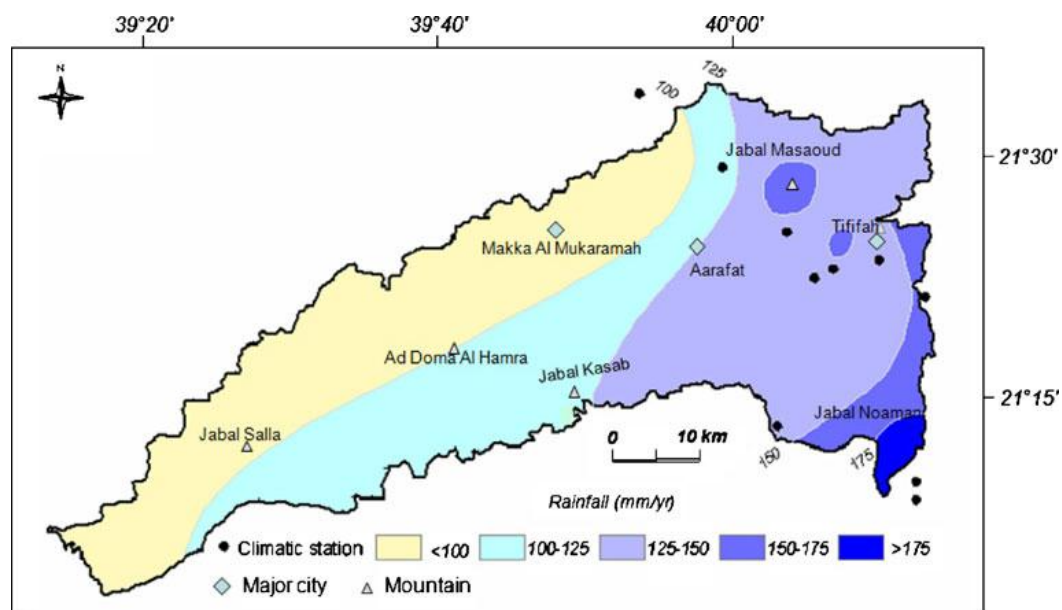 39°20' 39°40' 40°00'
N
100
125
21°30'
Jabal Masaoud
Tififah
Makka Al Mukaramah
Aarafat
Ad Doma Al Hamra
Jabal Kasab
21°15'
Jabal Noaman
Jabal Salla
0 10 km
150
175
Rainfall (mm/yr)
Climatic station <100 100-125 125-150 150-175 >175
Major city Mountain